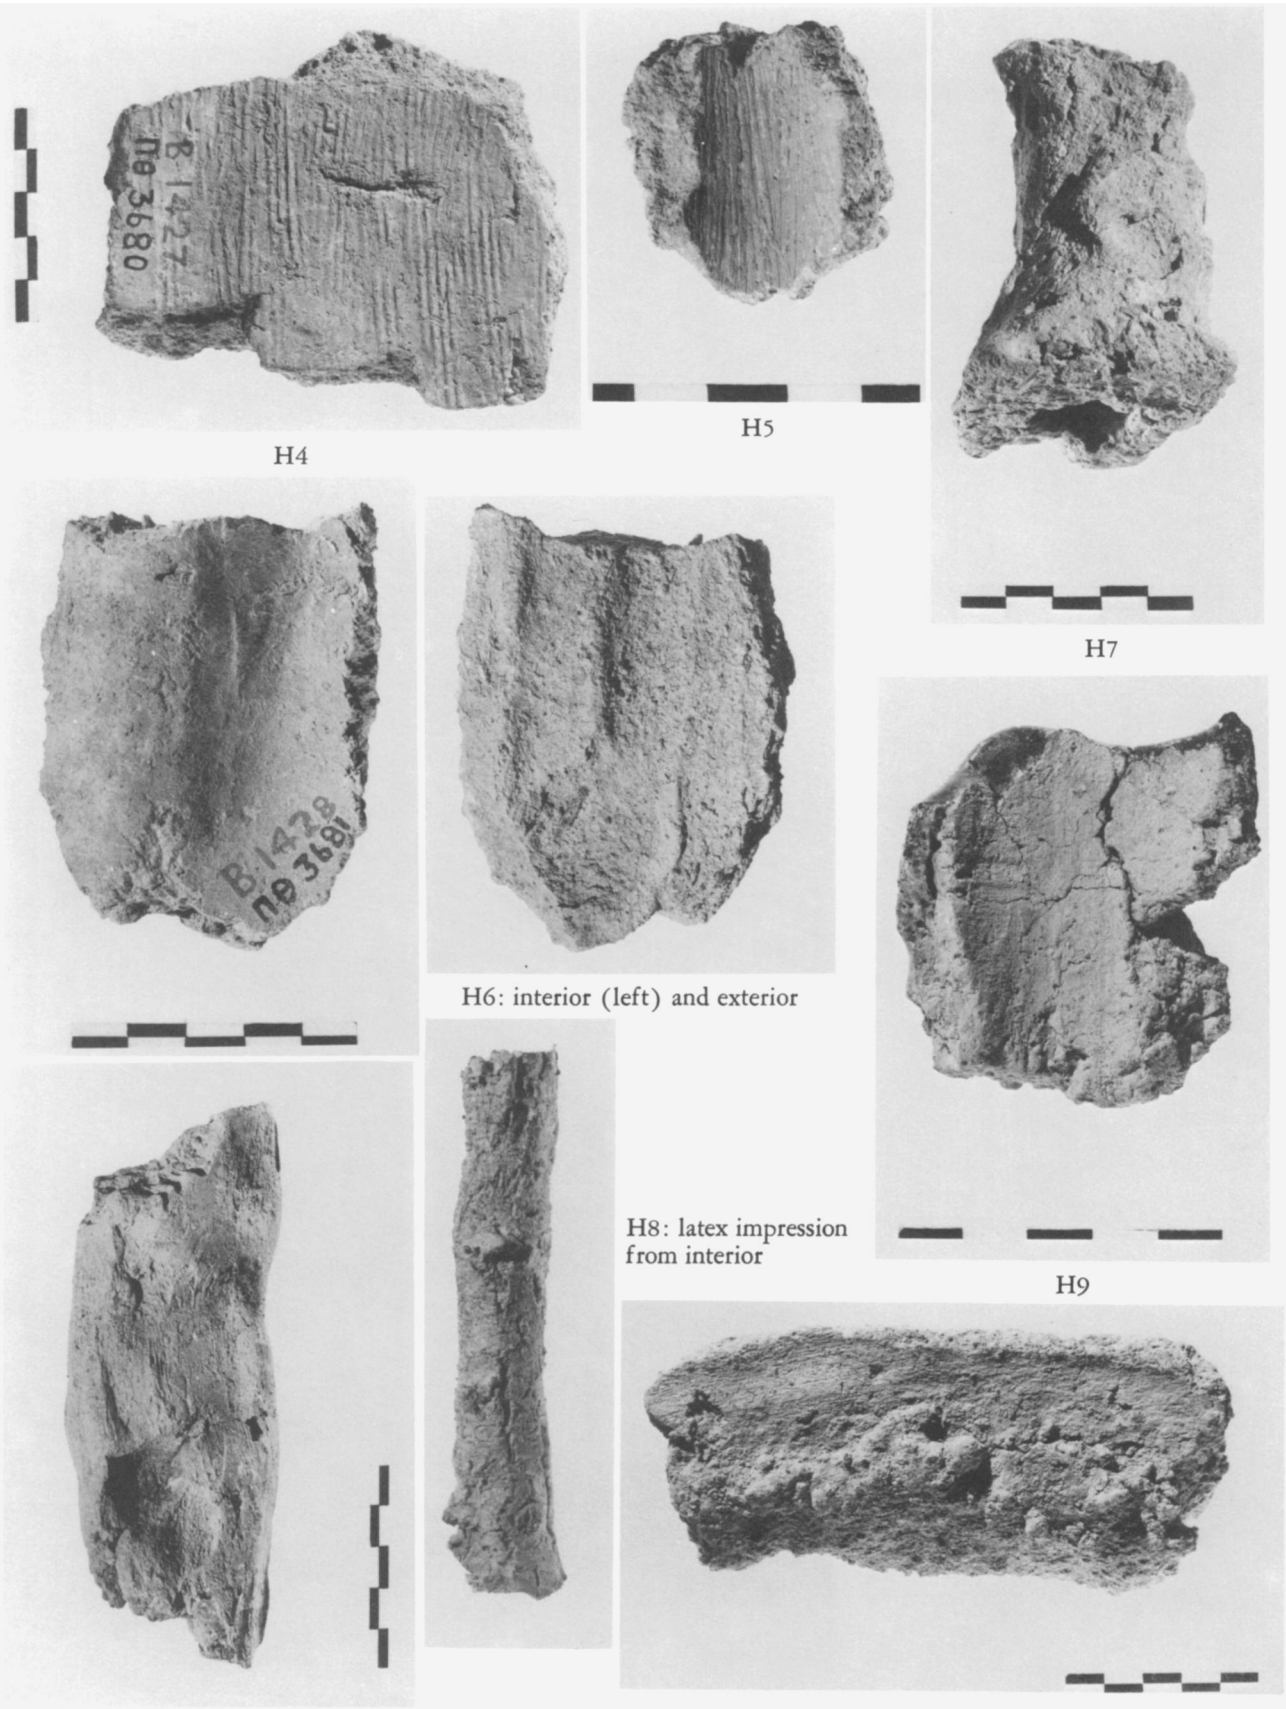 B 1427
ΠΘ 3680
H4
H5
H7
B 1428
ΠΘ 3681
H6: interior (left) and exterior
H8: latex impression
from interior
H9